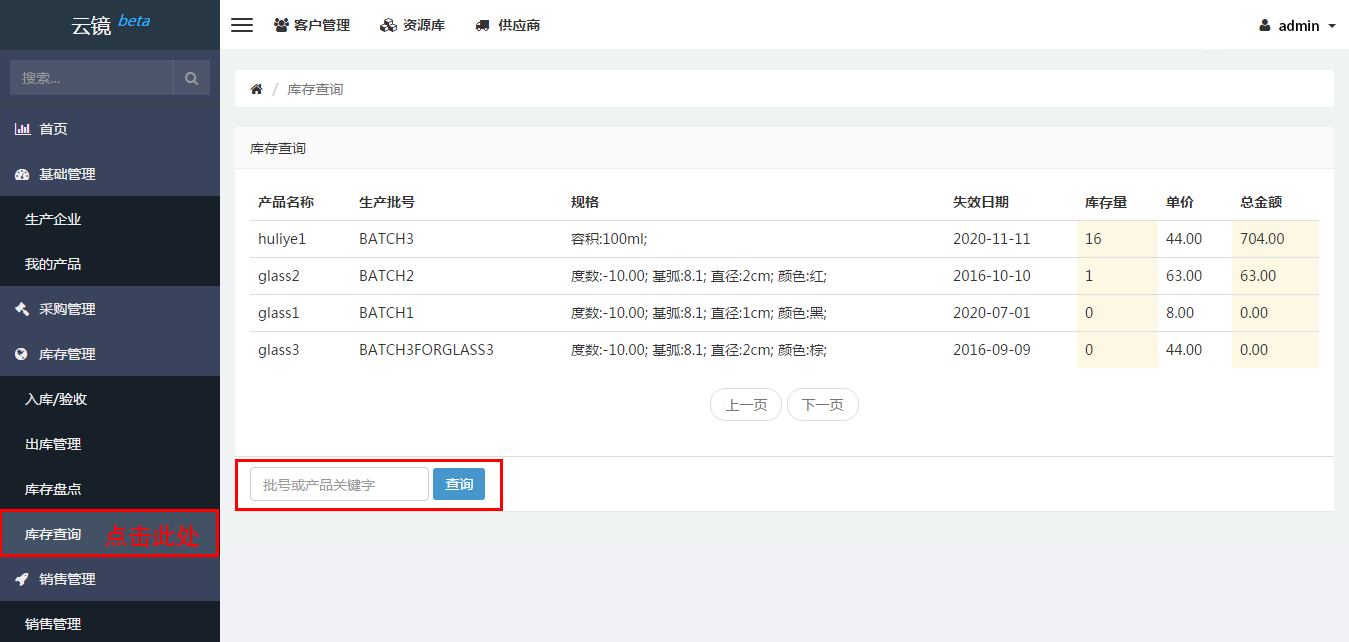 云镜 beta
客户管理 资源库 供应商 admin
搜索...
首页
基础管理
生产企业
我的产品
采购管理
库存管理
入库/验收
出库管理
库存盘点
库存查询 点击此处
销售管理
销售管理
/ 库存查询
库存查询
产品名称 生产批号 规格 失效日期 库存量 单价 总金额
huliye1 BATCH3 容积:100ml; 2020-11-11 16 44.00 704.00
glass2 BATCH2 度数:-10.00; 基弧:8.1; 直径:2cm; 颜色:红; 2016-10-10 1 63.00 63.00
glass1 BATCH1 度数:-10.00; 基弧:8.1; 直径:1cm; 颜色:黑; 2020-07-01 0 8.00 0.00
glass3 BATCH3FORGLASS3 度数:-10.00; 基弧:8.1; 直径:2cm; 颜色:棕; 2016-09-09 0 44.00 0.00
上一页 下一页
批号或产品关键字 查询